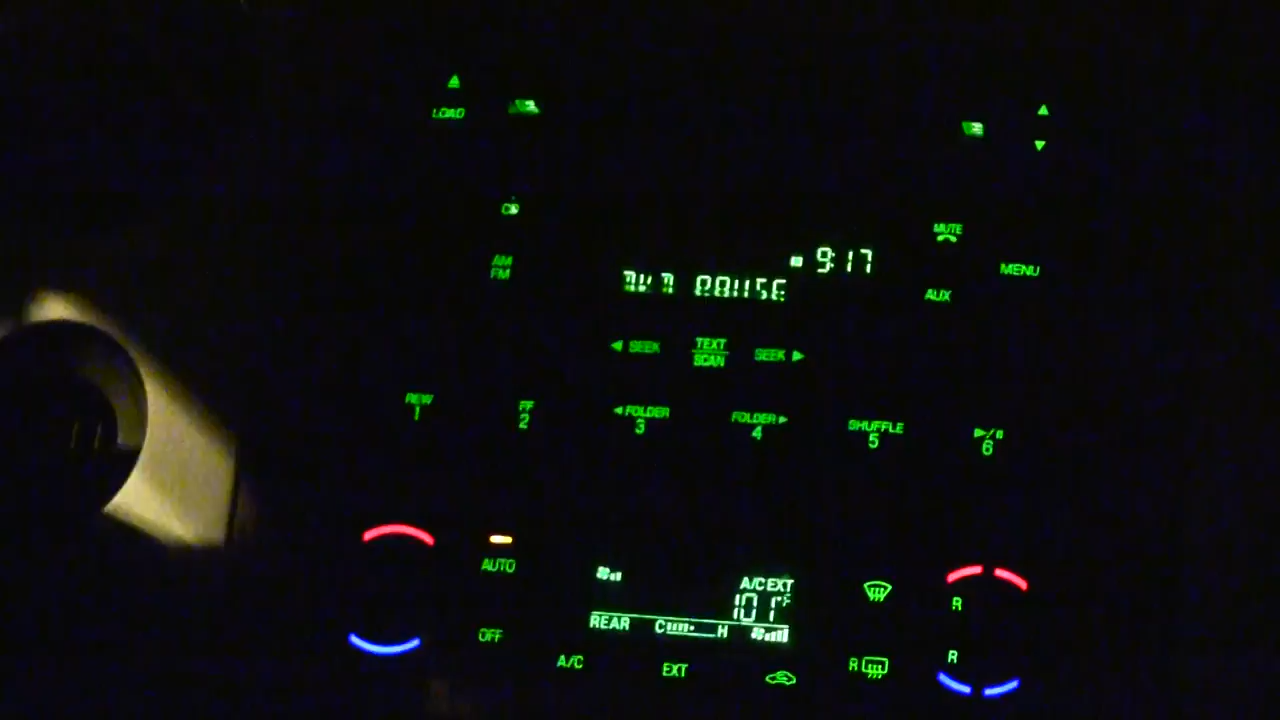 LOAD
CD
AM
FM
9:17
DVD PAUSE
MUTE
MENU
AUX
SEEK
TEXT
SCAN
SEEK
REW
1
FF
2
FOLDER
3
FOLDER
4
SHUFFLE
5
6
AUTO
A/C EXT
101°F
REAR C H
R
OFF
A/C
EXT
R
R